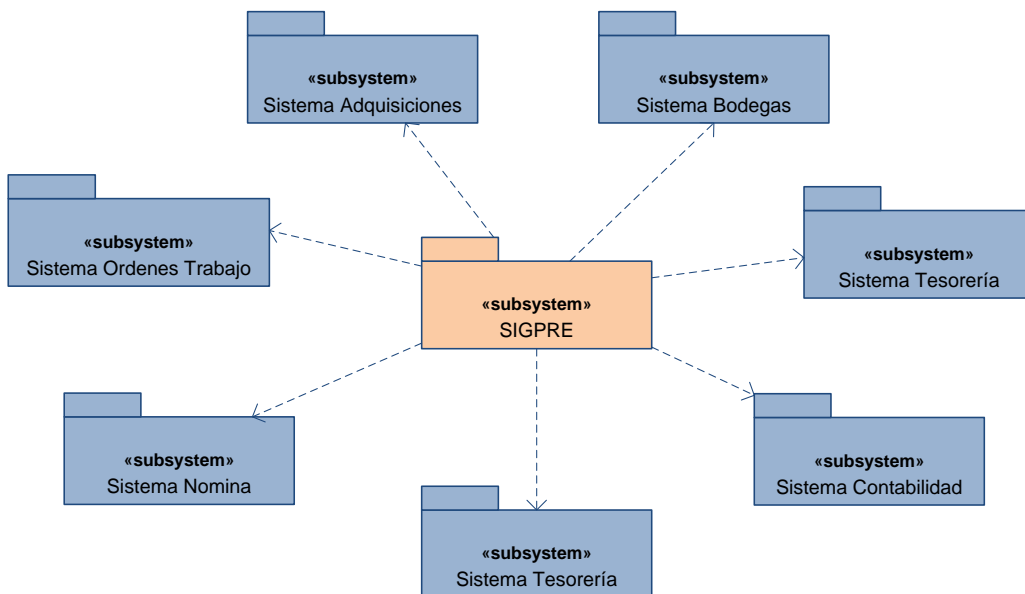 «subsystem»
Sistema Adquisiciones
«subsystem»
Sistema Bodegas
«subsystem»
Sistema Ordenes Trabajo
«subsystem»
Sistema Tesorería
«subsystem»
SIGPRE
«subsystem»
Sistema Nomina
«subsystem»
Sistema Contabilidad
«subsystem»
Sistema Tesorería